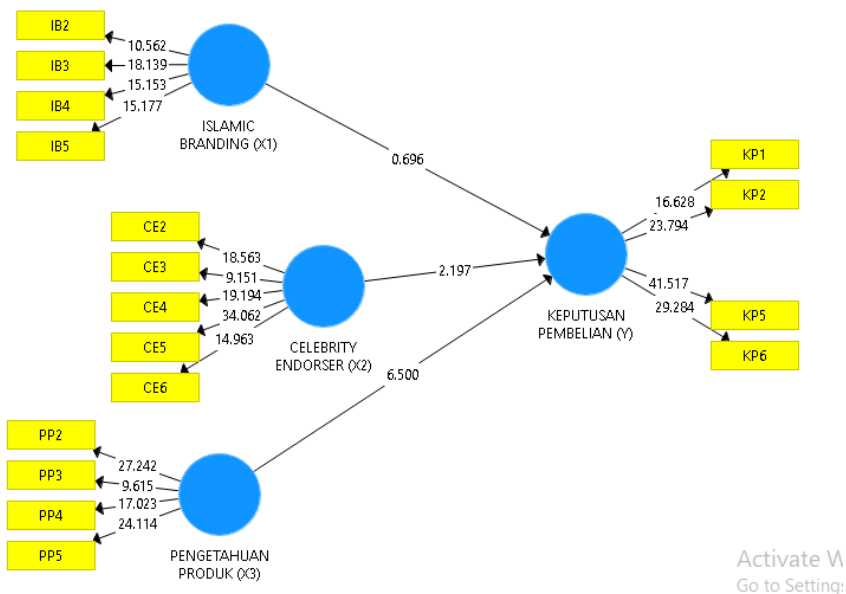 IB2
10.562
IB3
18.139
IB4
15.153
15.177
IB5
ISLAMIC
BRANDING (X1)
0.696
CE2
18.563
CE3
9.151
CE4
19.194
34.062
CE5
14.963
CE6
CELEBRITY
ENDORSER (X2)
2.197
PP2
27.242
PP3
9.615
PP4
17.023
24.114
PP5
PENGETAHUAN
PRODUK (X3)
6.500
KEPUTUSAN
PEMBELIAN (Y)
KP1
16.628
KP2
23.794
41.517
KP5
29.284
KP6
Activate W
Go to Settings